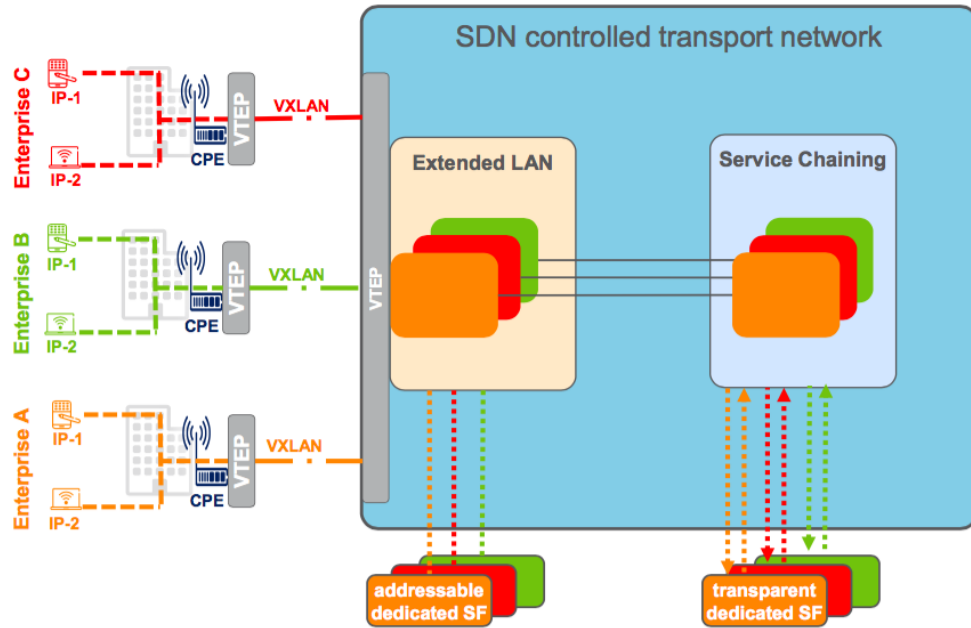 SDN controlled transport network
Enterprise C
IP-1
IP-2
CPE
VTEP
VXLAN
Enterprise B
IP-1
IP-2
CPE
VTEP
VXLAN
Enterprise A
IP-1
IP-2
CPE
VTEP
VXLAN
VTEP
Extended LAN
Service Chaining
addressable
dedicated SF
transparent
dedicated SF